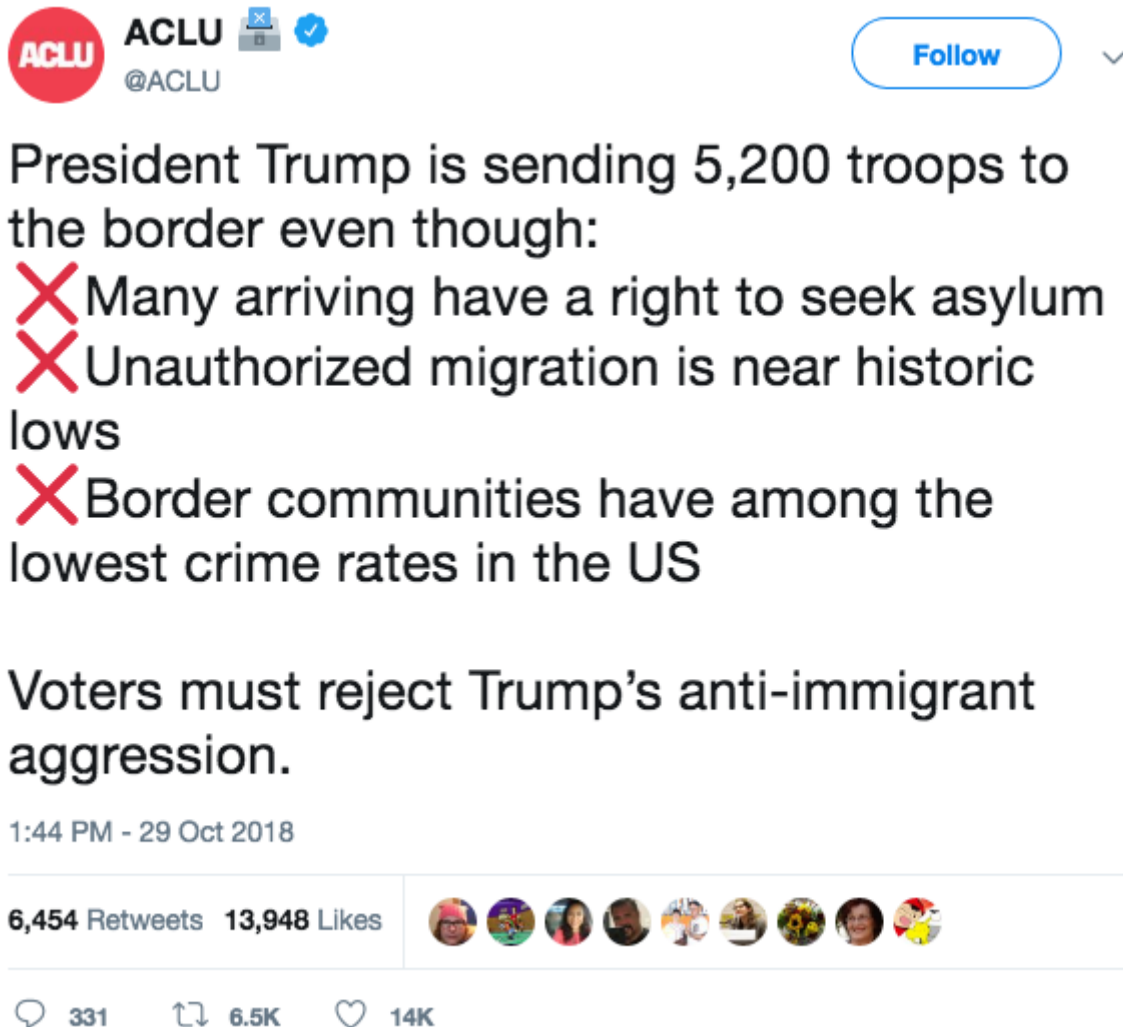 ACLU
ACLU 🗳️
@ACLU
Follow
President Trump is sending 5,200 troops to
the border even though:
❌Many arriving have a right to seek asylum
❌Unauthorized migration is near historic
lows
❌Border communities have among the
lowest crime rates in the US
Voters must reject Trump’s anti-immigrant
aggression.
1:44 PM - 29 Oct 2018
6,454 Retweets 13,948 Likes
331 6.5K 14K